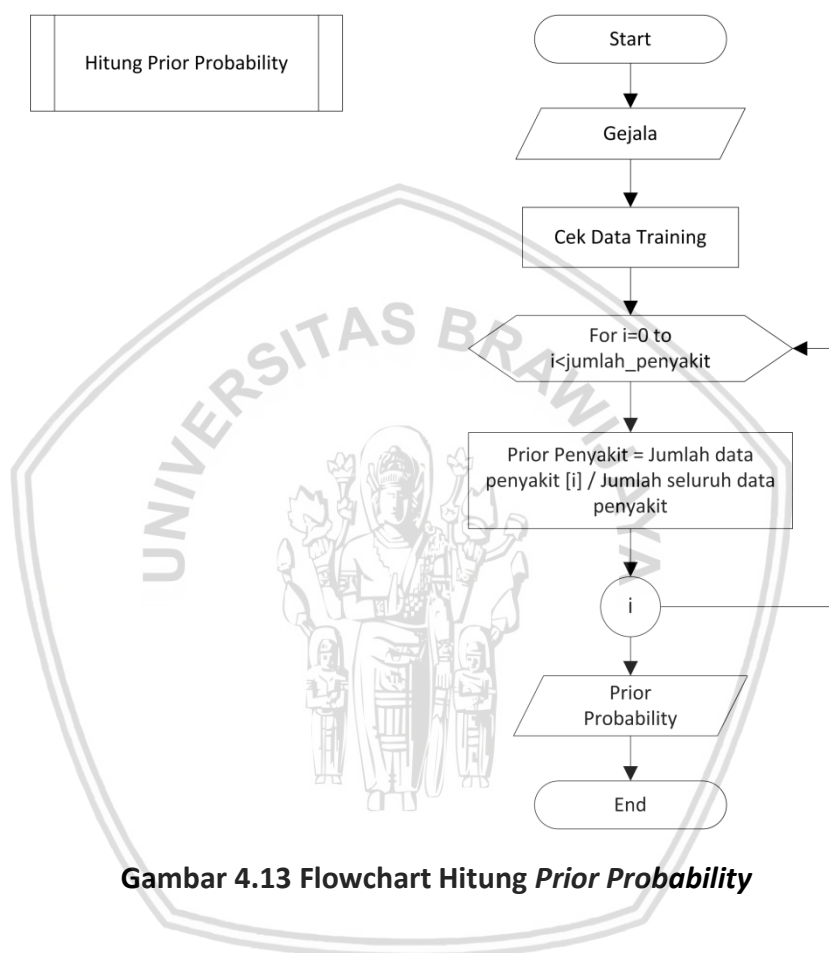 Hitung Prior Probability
Start
Gejala
Cek Data Training
For i=0 to
i<jumlah_penyakit
Prior Penyakit = Jumlah data
penyakit [i] / Jumlah seluruh data
penyakit
i
Prior
Probability
End
UNIVERSITAS BRAWIJAYA
Gambar 4.13 Flowchart Hitung Prior Probability